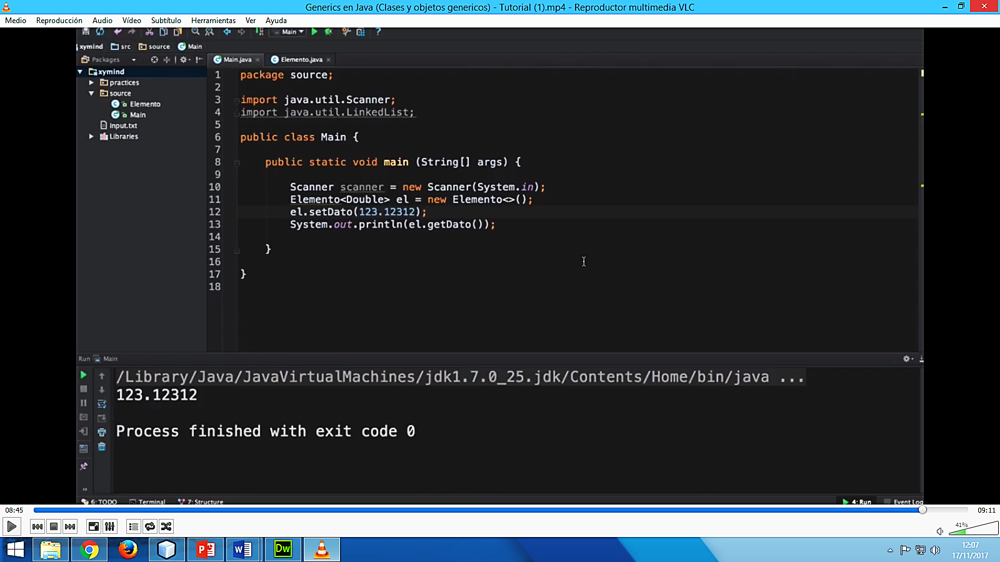 Generics en Java (Clases y objetos genericos) - Tutorial (1).mp4 - Reproductor multimedia VLC
Medio Reproducción Audio Vídeo Subtítulo Herramientas Ver Ayuda
Main
xymind src source Main
Packages
Main.java Elemento.java
xymind
practices
source
Elemento
Main
input.txt
Libraries
1 package source;
2
3 import java.util.Scanner;
4 import java.util.LinkedList;
5
6 public class Main {
7
8 public static void main (String[] args) {
9
10 Scanner scanner = new Scanner(System.in);
11 Elemento<Double> el = new Elemento<>();
12 el.setDato(123.12312);
13 System.out.println(el.getDato());
14
15 }
16
17 }
18
Run Main
/Library/Java/JavaVirtualMachines/jdk1.7.0_25.jdk/Contents/Home/bin/java ...
123.12312
Process finished with exit code 0
6: TODO Terminal 7: Structure 4: Run Event Log
08:45 09:11
41%
P W Dw
12:07
17/11/2017